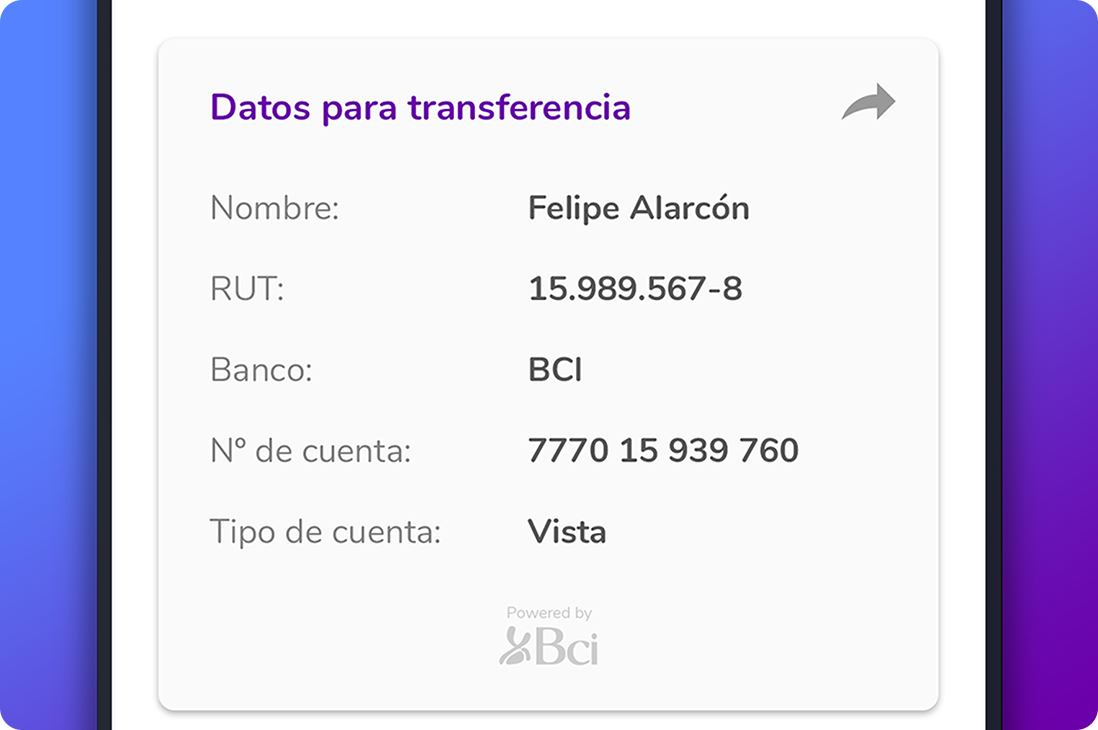 Datos para transferencia
Nombre: Felipe Alarcón
RUT: 15.989.567-8
Banco: BCI
Nº de cuenta: 7770 15 939 760
Tipo de cuenta: Vista
Powered by
Bci